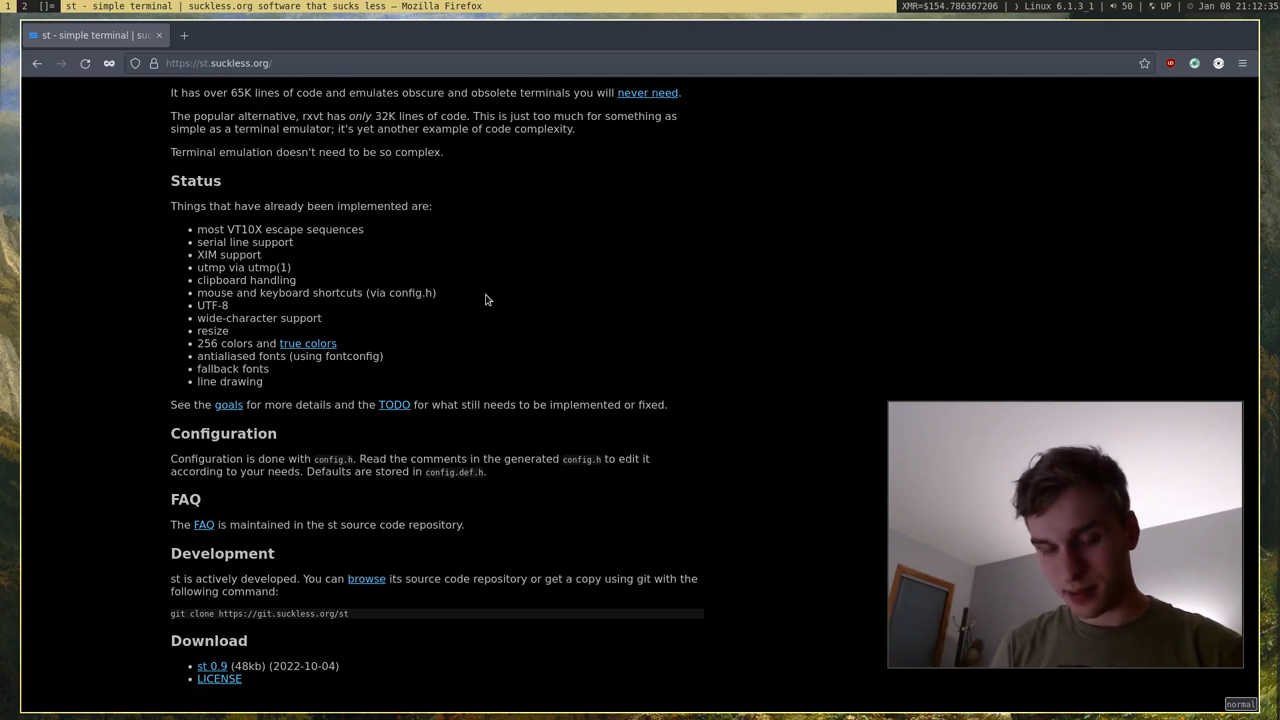 1 2 []= st - simple terminal | suckless.org software that sucks less — Mozilla Firefox XMR=$154.786367206 | Linux 6.1.3_1 | 50 | UP | Jan 08 21:12:35
st - simple terminal | suc
https://st.suckless.org/
It has over 65K lines of code and emulates obscure and obsolete terminals you will never need.
The popular alternative, rxvt has only 32K lines of code. This is just too much for something as
simple as a terminal emulator; it's yet another example of code complexity.
Terminal emulation doesn't need to be so complex.
Status
Things that have already been implemented are:
• most VT10X escape sequences
• serial line support
• XIM support
• utmp via utmp(1)
• clipboard handling
• mouse and keyboard shortcuts (via config.h)
• UTF-8
• wide-character support
• resize
• 256 colors and true colors
• antialiased fonts (using fontconfig)
• fallback fonts
• line drawing
See the goals for more details and the TODO for what still needs to be implemented or fixed.
Configuration
Configuration is done with config.h. Read the comments in the generated config.h to edit it
according to your needs. Defaults are stored in config.def.h.
FAQ
The FAQ is maintained in the st source code repository.
Development
st is actively developed. You can browse its source code repository or get a copy using git with the
following command:
git clone https://git.suckless.org/st
Download
• st 0.9 (48kb) (2022-10-04)
• LICENSE
normal